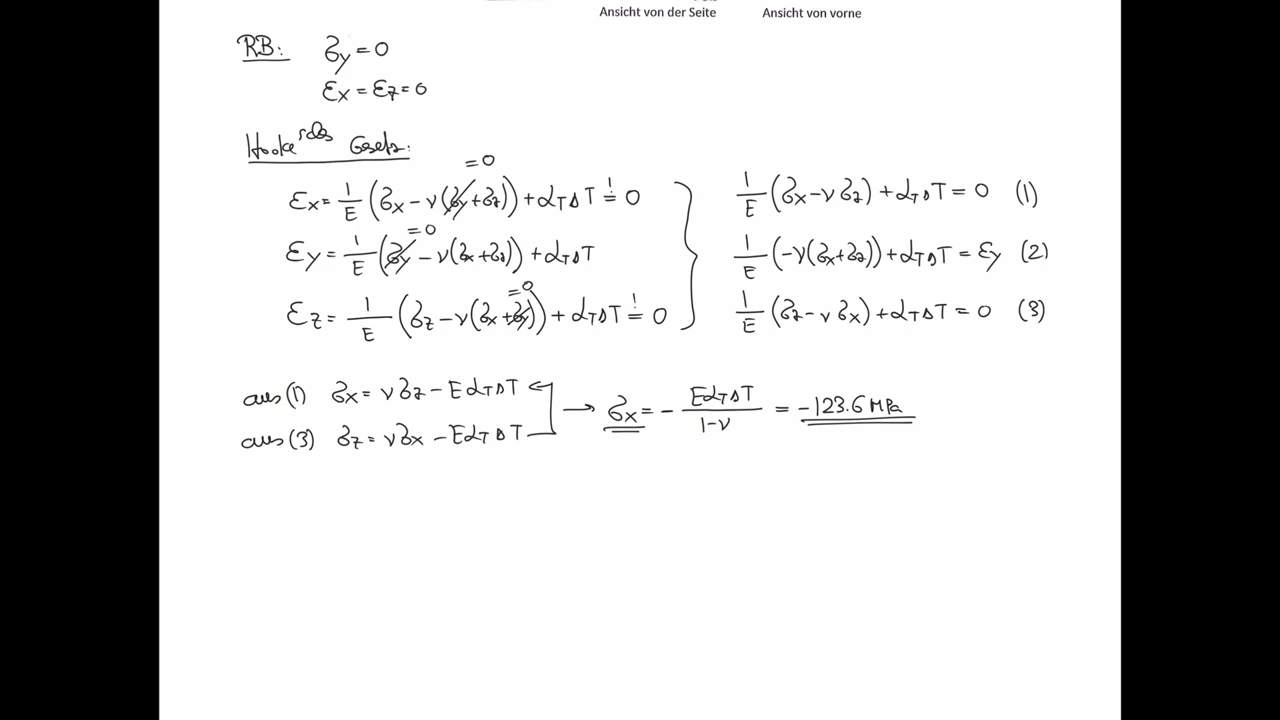 Ansicht von der Seite Ansicht von vorne
RB: σy = 0
εx = εz = 0
Hooke'sches Gesetz:
εx = 1/E (σx − ν(σy + σz)) + αTΔT =! 0 = 0 1/E (σx − νσz) + αTΔT = 0 (1)
εy = 1/E (σy − ν(σx + σz)) + αTΔT = 0 1/E (−ν(σx + σz)) + αTΔT = εy (2)
εz = 1/E (σz − ν(σx + σy)) + αTΔT =! 0 = 0 1/E (σz − νσx) + αTΔT = 0 (3)
aus (1) σx = νσz − EαTΔT
aus (3) σz = νσx − EαTΔT → σx = − EαTΔT/(1−ν) = −123.6 MPa